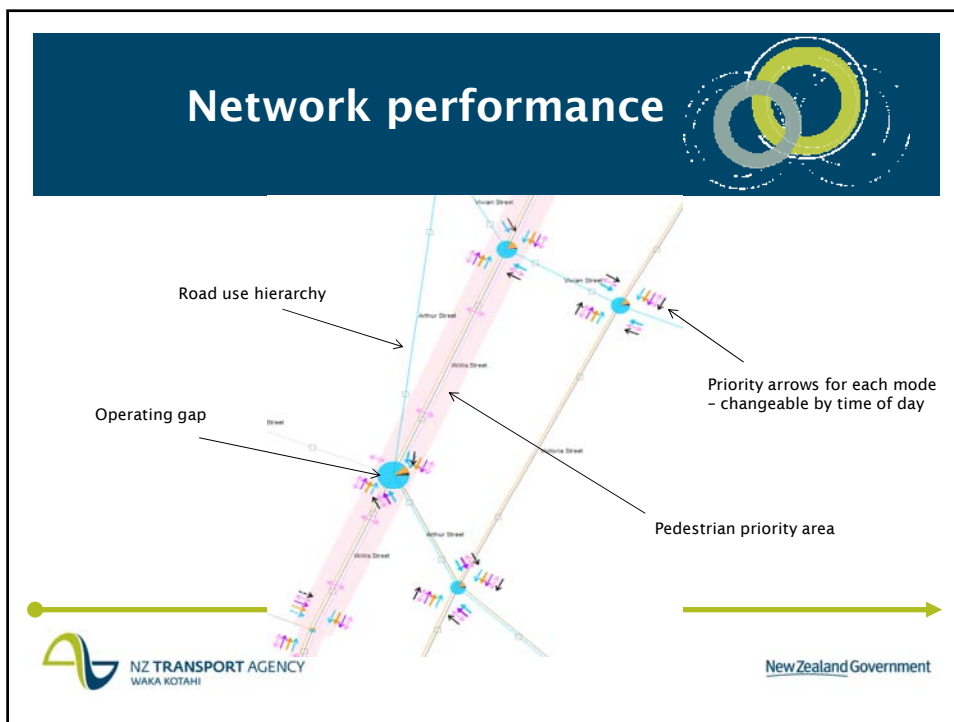 Network performance
Vivian Street
Road use hierarchy
Vivian Street
Arthur Street
Willis Street
Priority arrows for each mode
– changeable by time of day
Operating gap
Street
Victoria Street
Pedestrian priority area
Arthur Street
Willis Street
NZ TRANSPORT AGENCY
WAKA KOTAHI
New Zealand Government